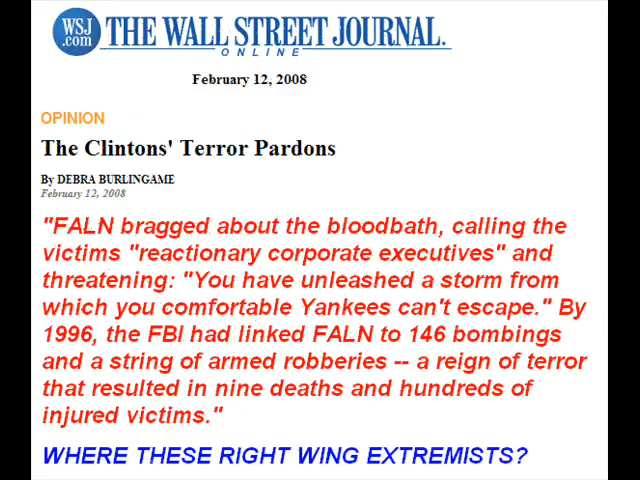 WSJ
.com
THE WALL STREET JOURNAL.
ONLINE
February 12, 2008
OPINION
The Clintons' Terror Pardons
By DEBRA BURLINGAME
February 12, 2008
"FALN bragged about the bloodbath, calling the
victims "reactionary corporate executives" and
threatening: "You have unleashed a storm from
which you comfortable Yankees can't escape." By
1996, the FBI had linked FALN to 146 bombings
and a string of armed robberies -- a reign of terror
that resulted in nine deaths and hundreds of
injured victims."
WHERE THESE RIGHT WING EXTREMISTS?